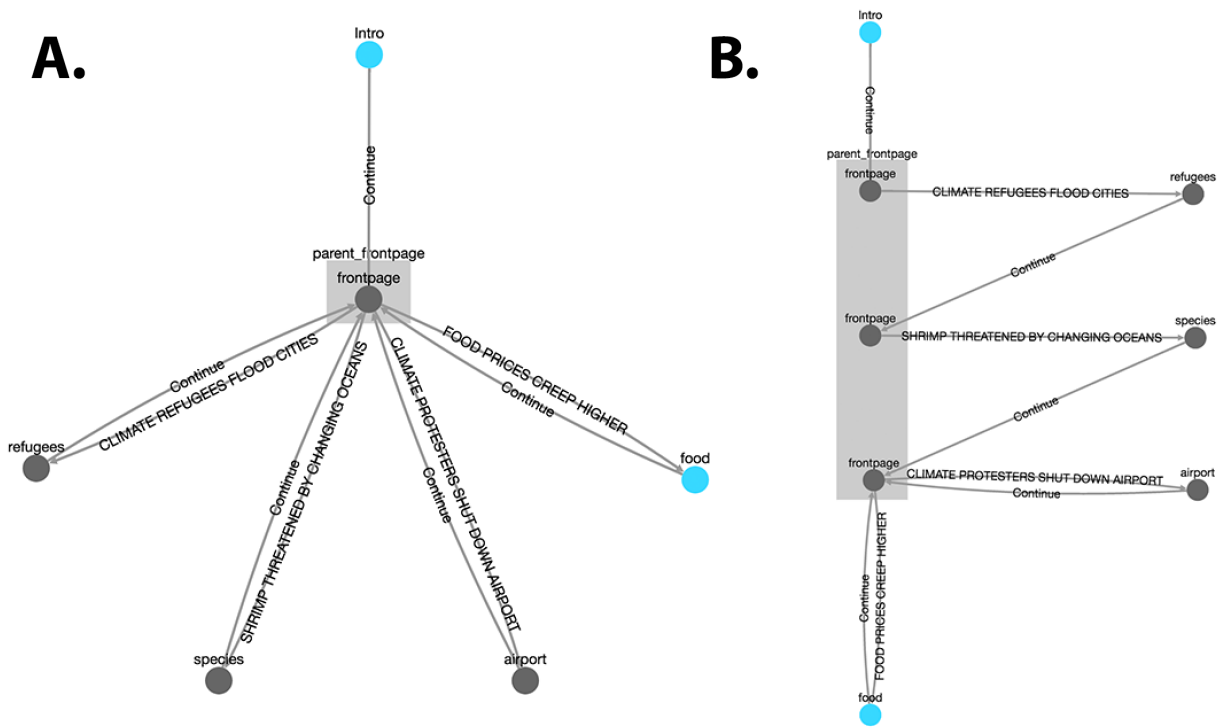 A.
Intro
Continue
parent_frontpage
frontpage
Continue
CLIMATE REFUGEES FLOOD CITIES
FOOD PRICES CREEP HIGHER
Continue
Continue
SHRIMP THREATENED BY CHANGING OCEANS
CLIMATE PROTESTERS SHUT DOWN AIRPORT
Continue
refugees
food
species
airport
B.
Intro
Continue
parent_frontpage
frontpage
CLIMATE REFUGEES FLOOD CITIES
refugees
Continue
frontpage
SHRIMP THREATENED BY CHANGING OCEANS
species
Continue
frontpage
CLIMATE PROTESTERS SHUT DOWN AIRPORT
Continue
airport
Continue
FOOD PRICES CREEP HIGHER
food